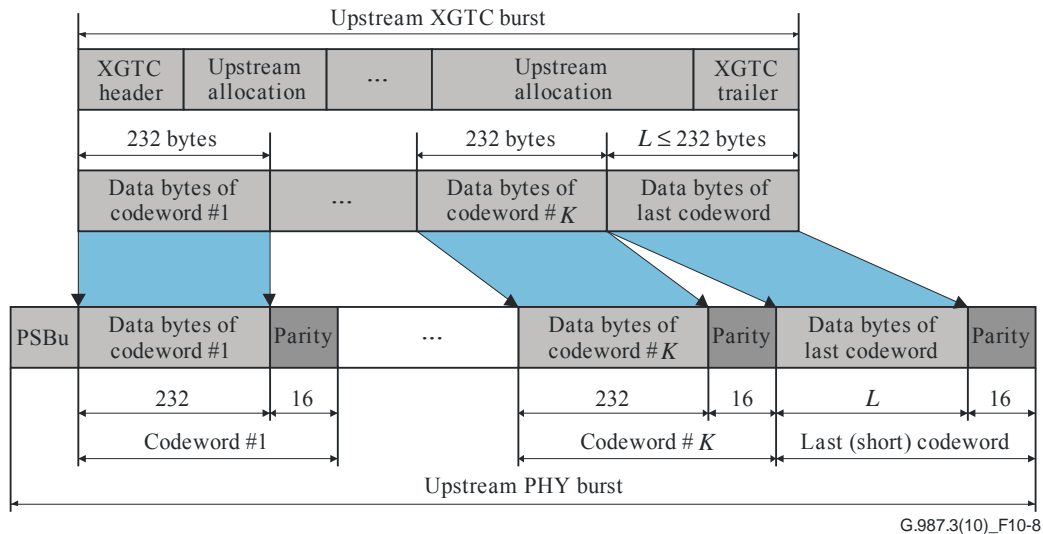 Upstream XGTC burst
XGTC header
Upstream allocation
...
Upstream allocation
XGTC trailer
232 bytes
232 bytes
L ≤ 232 bytes
Data bytes of codeword #1
...
Data bytes of codeword # K
Data bytes of last codeword
PSBu
Data bytes of codeword #1
Parity
...
Data bytes of codeword # K
Parity
Data bytes of last codeword
Parity
232
16
232
16
L
16
Codeword #1
Codeword # K
Last (short) codeword
Upstream PHY burst
G.987.3(10)_F10-8